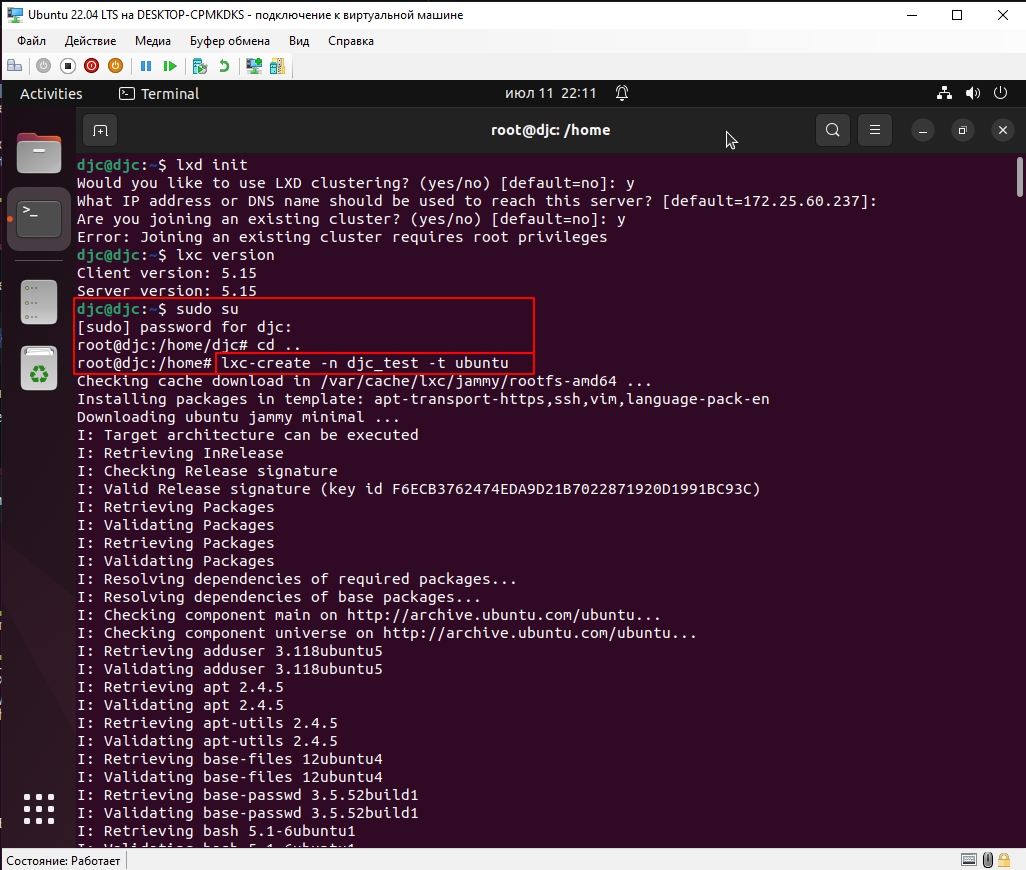 Ubuntu 22.04 LTS на DESKTOP-CPMKDKS - подключение к виртуальной машине
Файл Действие Медиа Буфер обмена Вид Справка
Activities Terminal июл 11 22:11
root@djc: /home
djc@djc:~$ lxd init
Would you like to use LXD clustering? (yes/no) [default=no]: y
What IP address or DNS name should be used to reach this server? [default=172.25.60.237]:
Are you joining an existing cluster? (yes/no) [default=no]: y
Error: Joining an existing cluster requires root privileges
djc@djc:~$ lxc version
Client version: 5.15
Server version: 5.15
djc@djc:~$ sudo su
[sudo] password for djc:
root@djc:/home/djc# cd ..
root@djc:/home# lxc-create -n djc_test -t ubuntu
Checking cache download in /var/cache/lxc/jammy/rootfs-amd64 ...
Installing packages in template: apt-transport-https,ssh,vim,language-pack-en
Downloading ubuntu jammy minimal ...
I: Target architecture can be executed
I: Retrieving InRelease
I: Checking Release signature
I: Valid Release signature (key id F6ECB3762474EDA9D21B7022871920D1991BC93C)
I: Retrieving Packages
I: Validating Packages
I: Retrieving Packages
I: Validating Packages
I: Resolving dependencies of required packages...
I: Resolving dependencies of base packages...
I: Checking component main on http://archive.ubuntu.com/ubuntu...
I: Checking component universe on http://archive.ubuntu.com/ubuntu...
I: Retrieving adduser 3.118ubuntu5
I: Validating adduser 3.118ubuntu5
I: Retrieving apt 2.4.5
I: Validating apt 2.4.5
I: Retrieving apt-utils 2.4.5
I: Validating apt-utils 2.4.5
I: Retrieving base-files 12ubuntu4
I: Validating base-files 12ubuntu4
I: Retrieving base-passwd 3.5.52build1
I: Validating base-passwd 3.5.52build1
I: Retrieving bash 5.1-6ubuntu1
I: Validating bash 5.1-6ubuntu1
Состояние: Работает